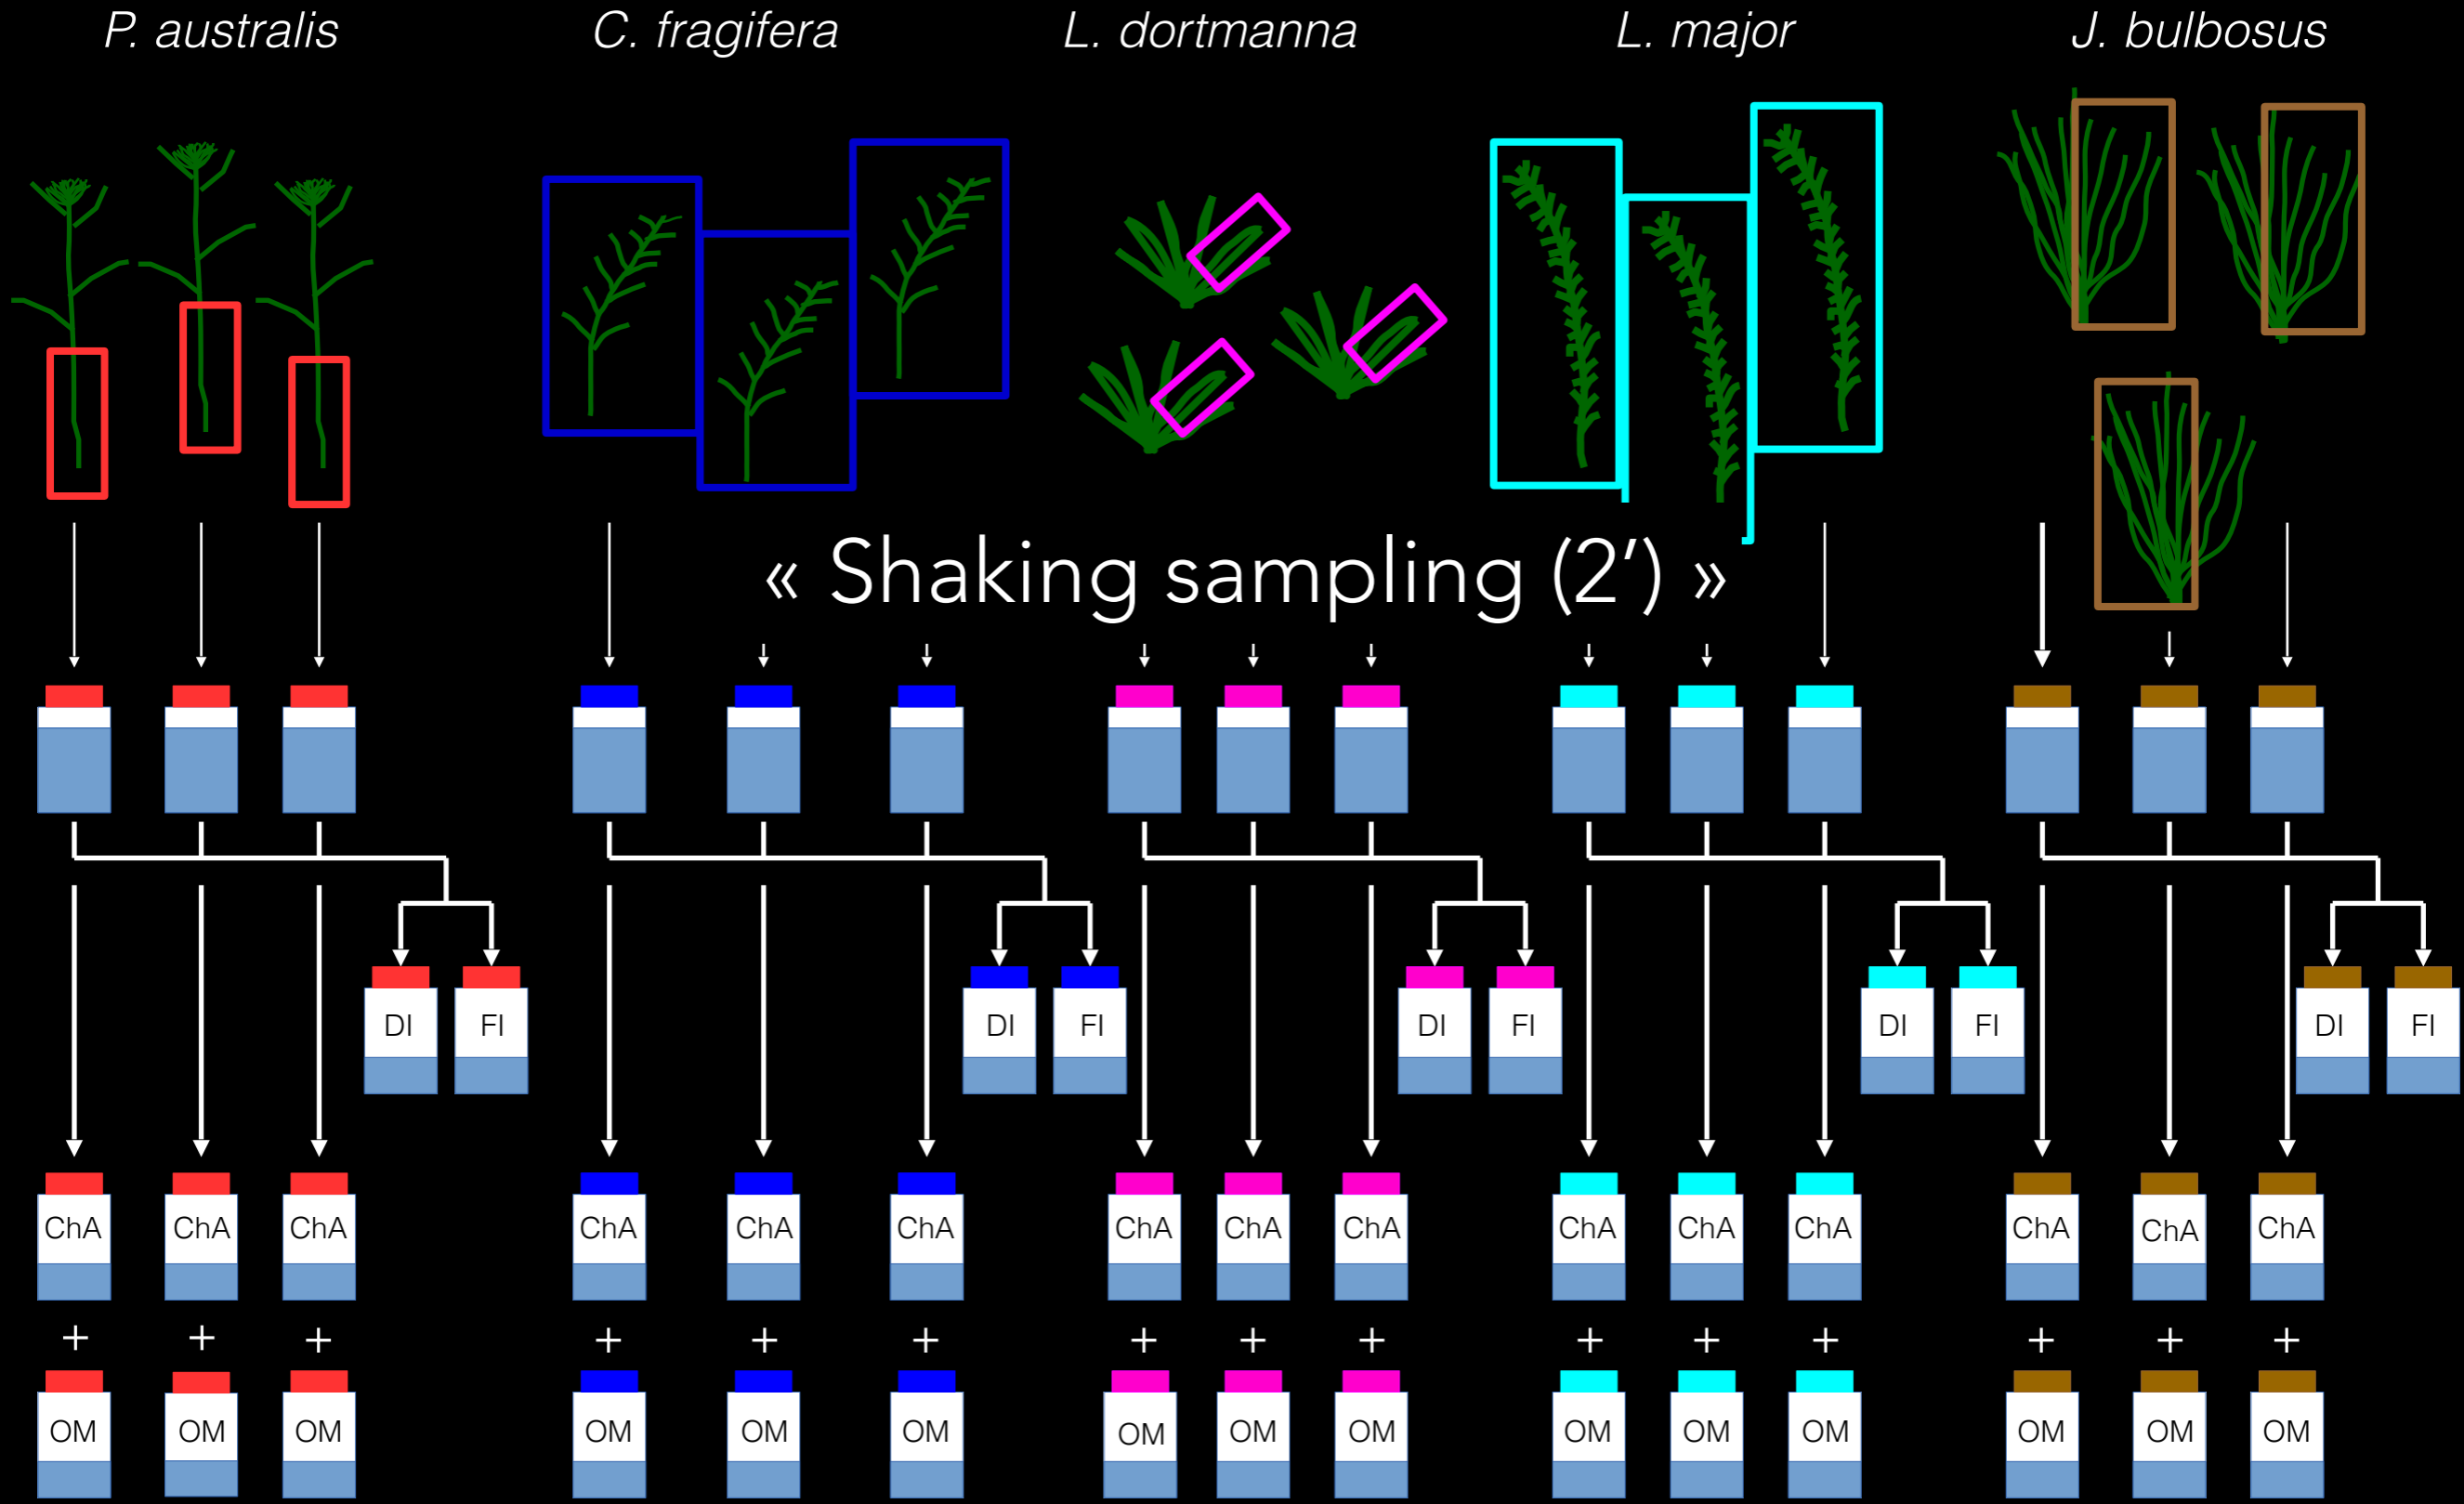 P. australis C. fragifera L. dortmanna L. major J. bulbosus
« Shaking sampling (2’) »
DI FI DI FI DI FI DI FI DI FI
ChA ChA ChA ChA ChA ChA ChA ChA ChA ChA ChA ChA ChA ChA ChA
+ + + + + + + + + + + + + + +
OM OM OM OM OM OM OM OM OM OM OM OM OM OM OM